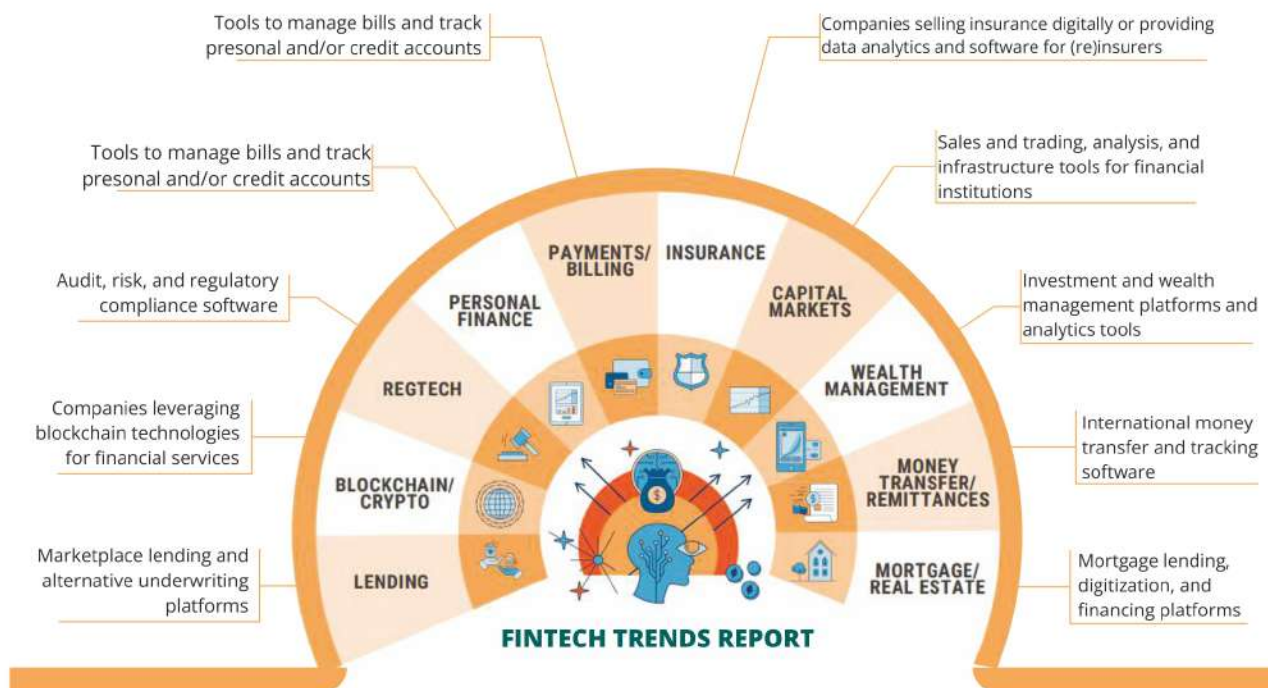 Tools to manage bills and track
presonal and/or credit accounts
Companies selling insurance digitally or providing
data analytics and software for (re)insurers
Tools to manage bills and track
presonal and/or credit accounts
Sales and trading, analysis, and
infrastructure tools for financial
institutions
Audit, risk, and regulatory
compliance software
Investment and wealth
management platforms and
analytics tools
Companies leveraging
blockchain technologies
for financial services
International money
transfer and tracking
software
Marketplace lending and
alternative underwriting
platforms
Mortgage lending,
digitization, and
financing platforms
LENDING
BLOCKCHAIN/
CRYPTO
REGTECH
PERSONAL
FINANCE
PAYMENTS/
BILLING
INSURANCE
CAPITAL
MARKETS
WEALTH
MANAGEMENT
MONEY
TRANSFER/
REMITTANCES
MORTGAGE/
REAL ESTATE
$
FINTECH TRENDS REPORT